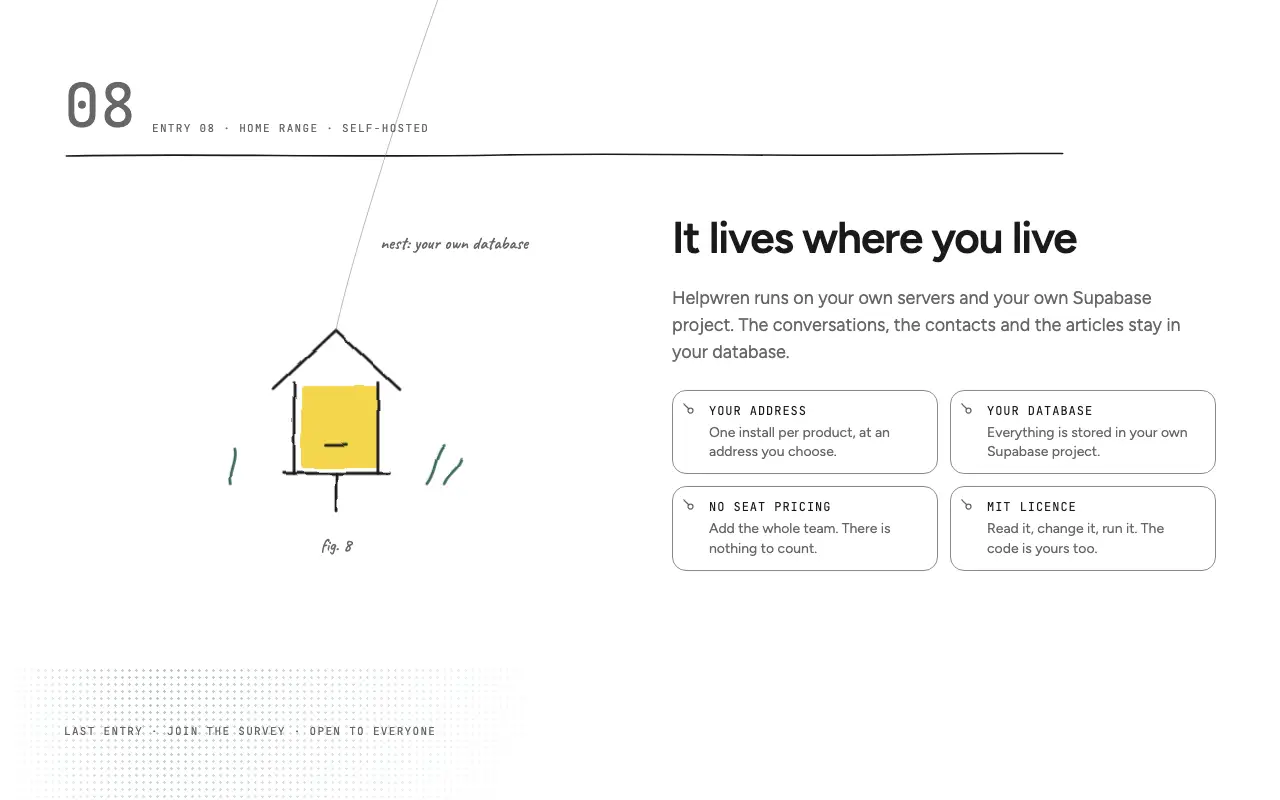 08
ENTRY 08 · HOME RANGE · SELF-HOSTED
nest: your own database
fig. 8
It lives where you live
Helpwren runs on your own servers and your own Supabase
project. The conversations, the contacts and the articles stay in
your database.
YOUR ADDRESS
One install per product, at an
address you choose.
YOUR DATABASE
Everything is stored in your own
Supabase project.
NO SEAT PRICING
Add the whole team. There is
nothing to count.
MIT LICENCE
Read it, change it, run it. The
code is yours too.
LAST ENTRY · JOIN THE SURVEY · OPEN TO EVERYONE